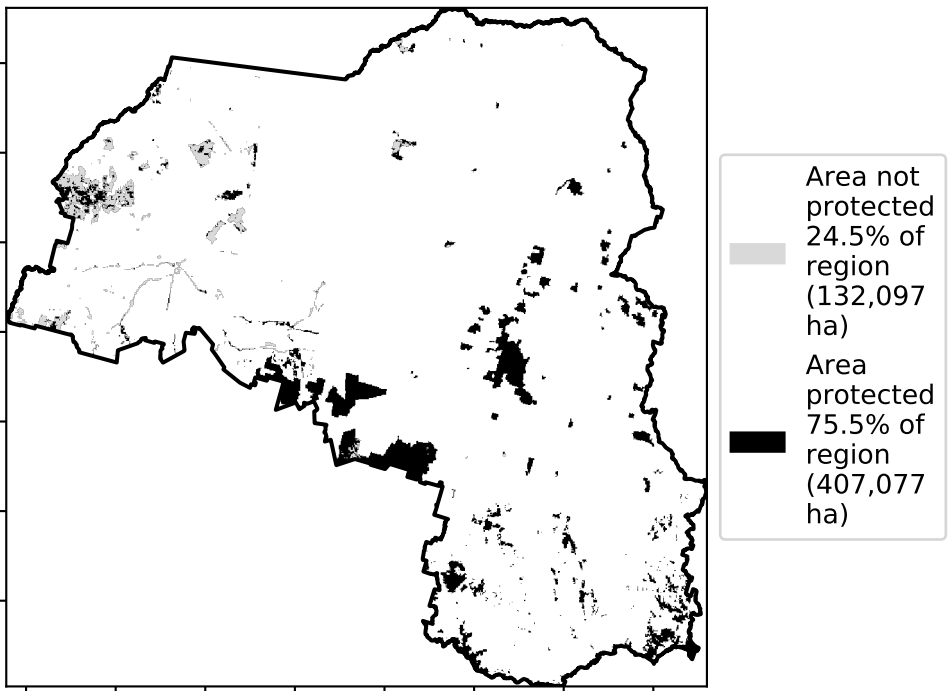 Area not
protected
24.5% of
region
(132,097
ha)
Area
protected
75.5% of
region
(407,077
ha)